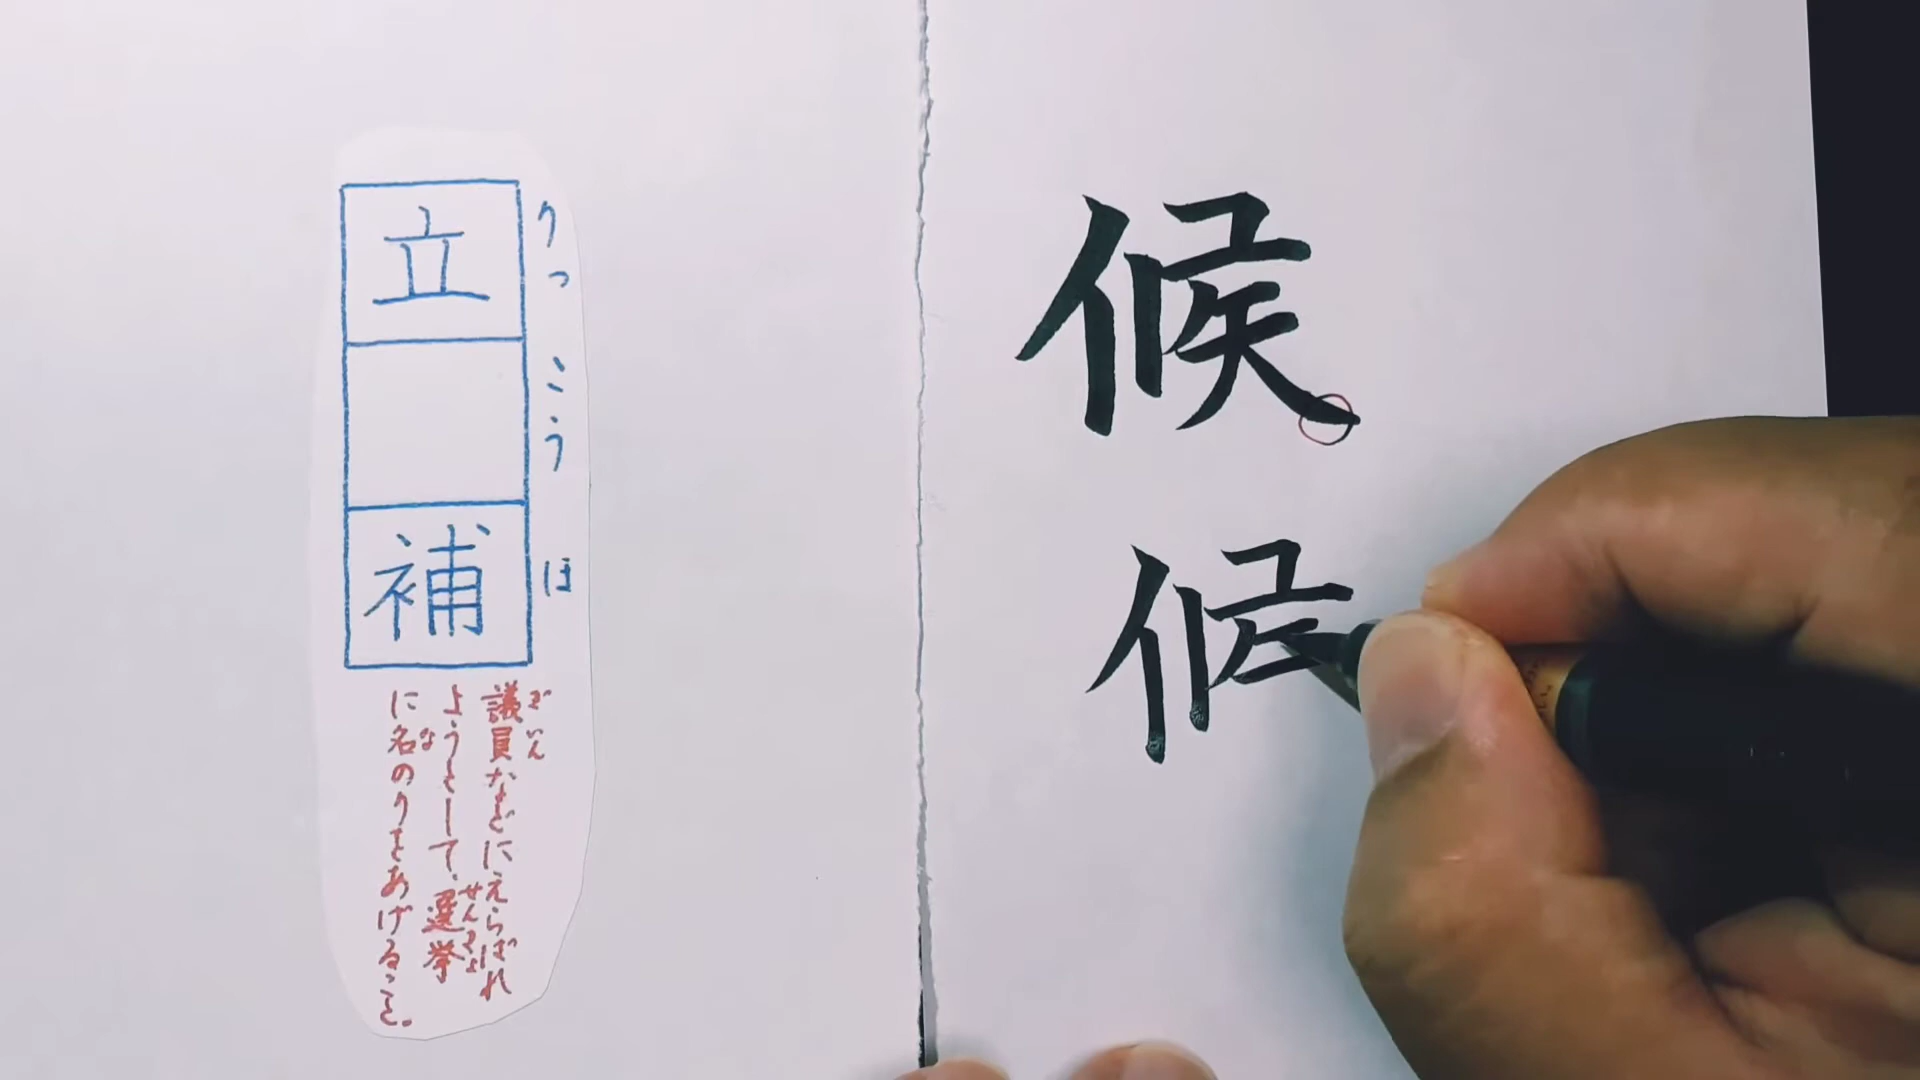 候
候
立
補
りっこうほ
議員などにえらばれ
ぎいん
ようとして、選挙
せんきょ
に名のりをあげること。
な